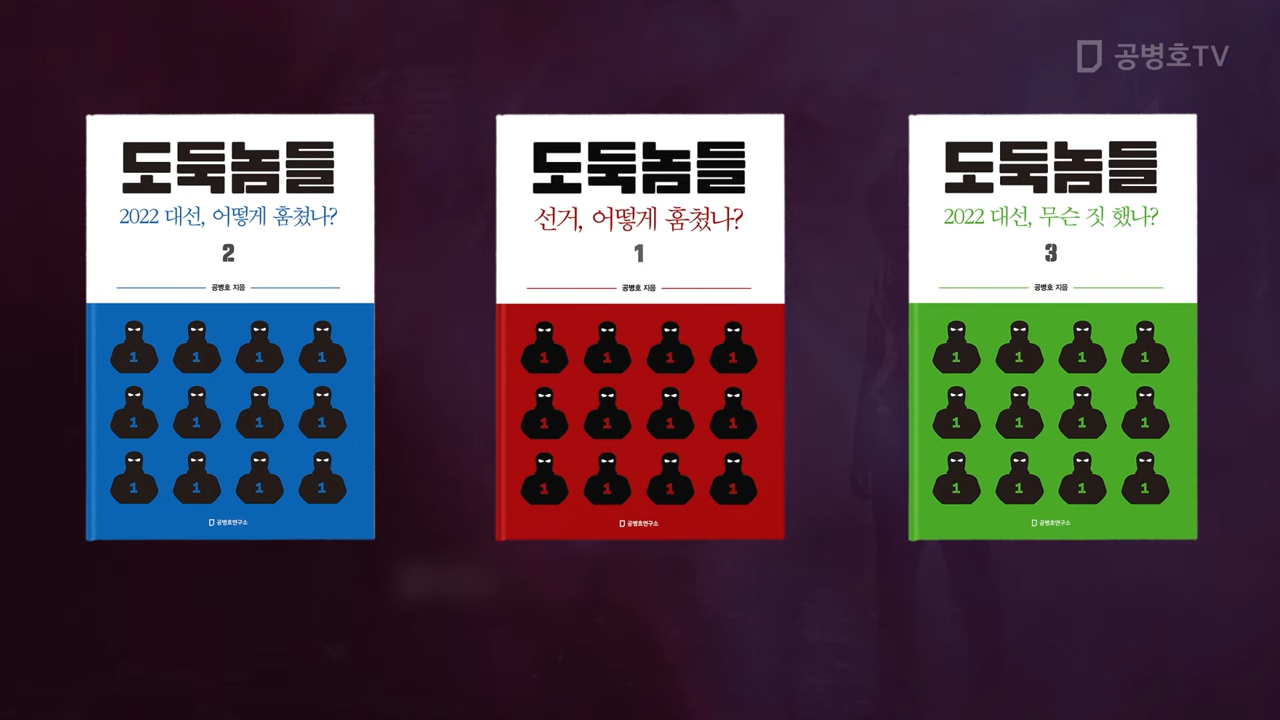 공병호TV
도둑놈들
2022 대선, 어떻게 훔쳤나?
2
공병호 지음
1 1 1 1
1 1 1 1
1 1 1 1
공병호연구소
도둑놈들
선거, 어떻게 훔쳤나?
1
공병호 지음
1 1 1 1
1 1 1 1
1 1 1 1
공병호연구소
도둑놈들
2022 대선, 무슨 짓 했나?
3
공병호 지음
1 1 1 1
1 1 1 1
1 1 1 1
공병호연구소